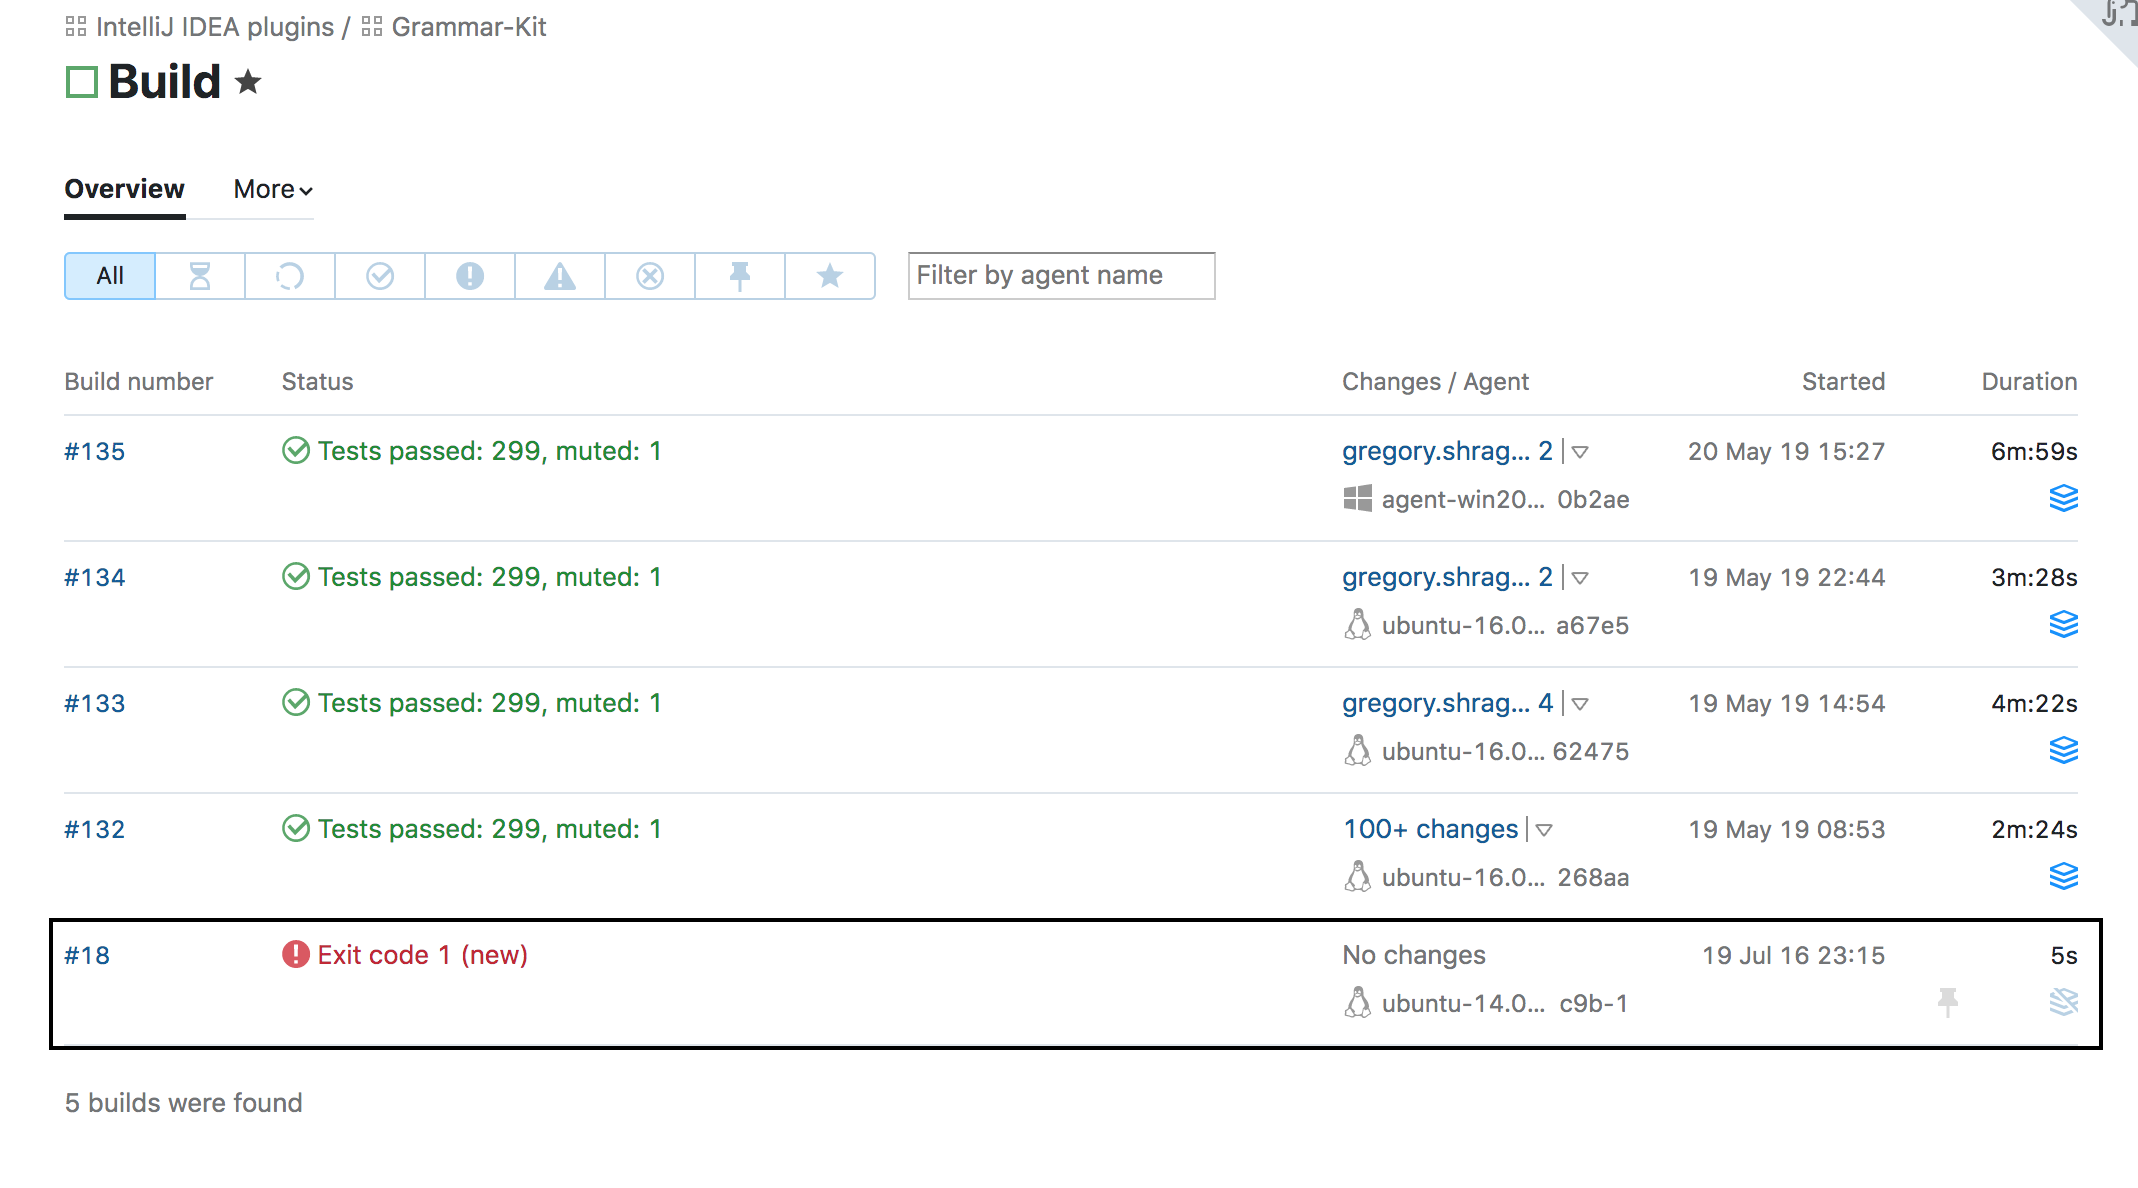 IntelliJ IDEA plugins / Grammar-Kit
Build
Overview More
All Filter by agent name
Build number Status Changes / Agent Started Duration
#135 Tests passed: 299, muted: 1 gregory.shrag... 2 20 May 19 15:27 6m:59s
agent-win20... 0b2ae
#134 Tests passed: 299, muted: 1 gregory.shrag... 2 19 May 19 22:44 3m:28s
ubuntu-16.0... a67e5
#133 Tests passed: 299, muted: 1 gregory.shrag... 4 19 May 19 14:54 4m:22s
ubuntu-16.0... 62475
#132 Tests passed: 299, muted: 1 100+ changes 19 May 19 08:53 2m:24s
ubuntu-16.0... 268aa
#18 Exit code 1 (new) No changes 19 Jul 16 23:15 5s
ubuntu-14.0... c9b-1
5 builds were found